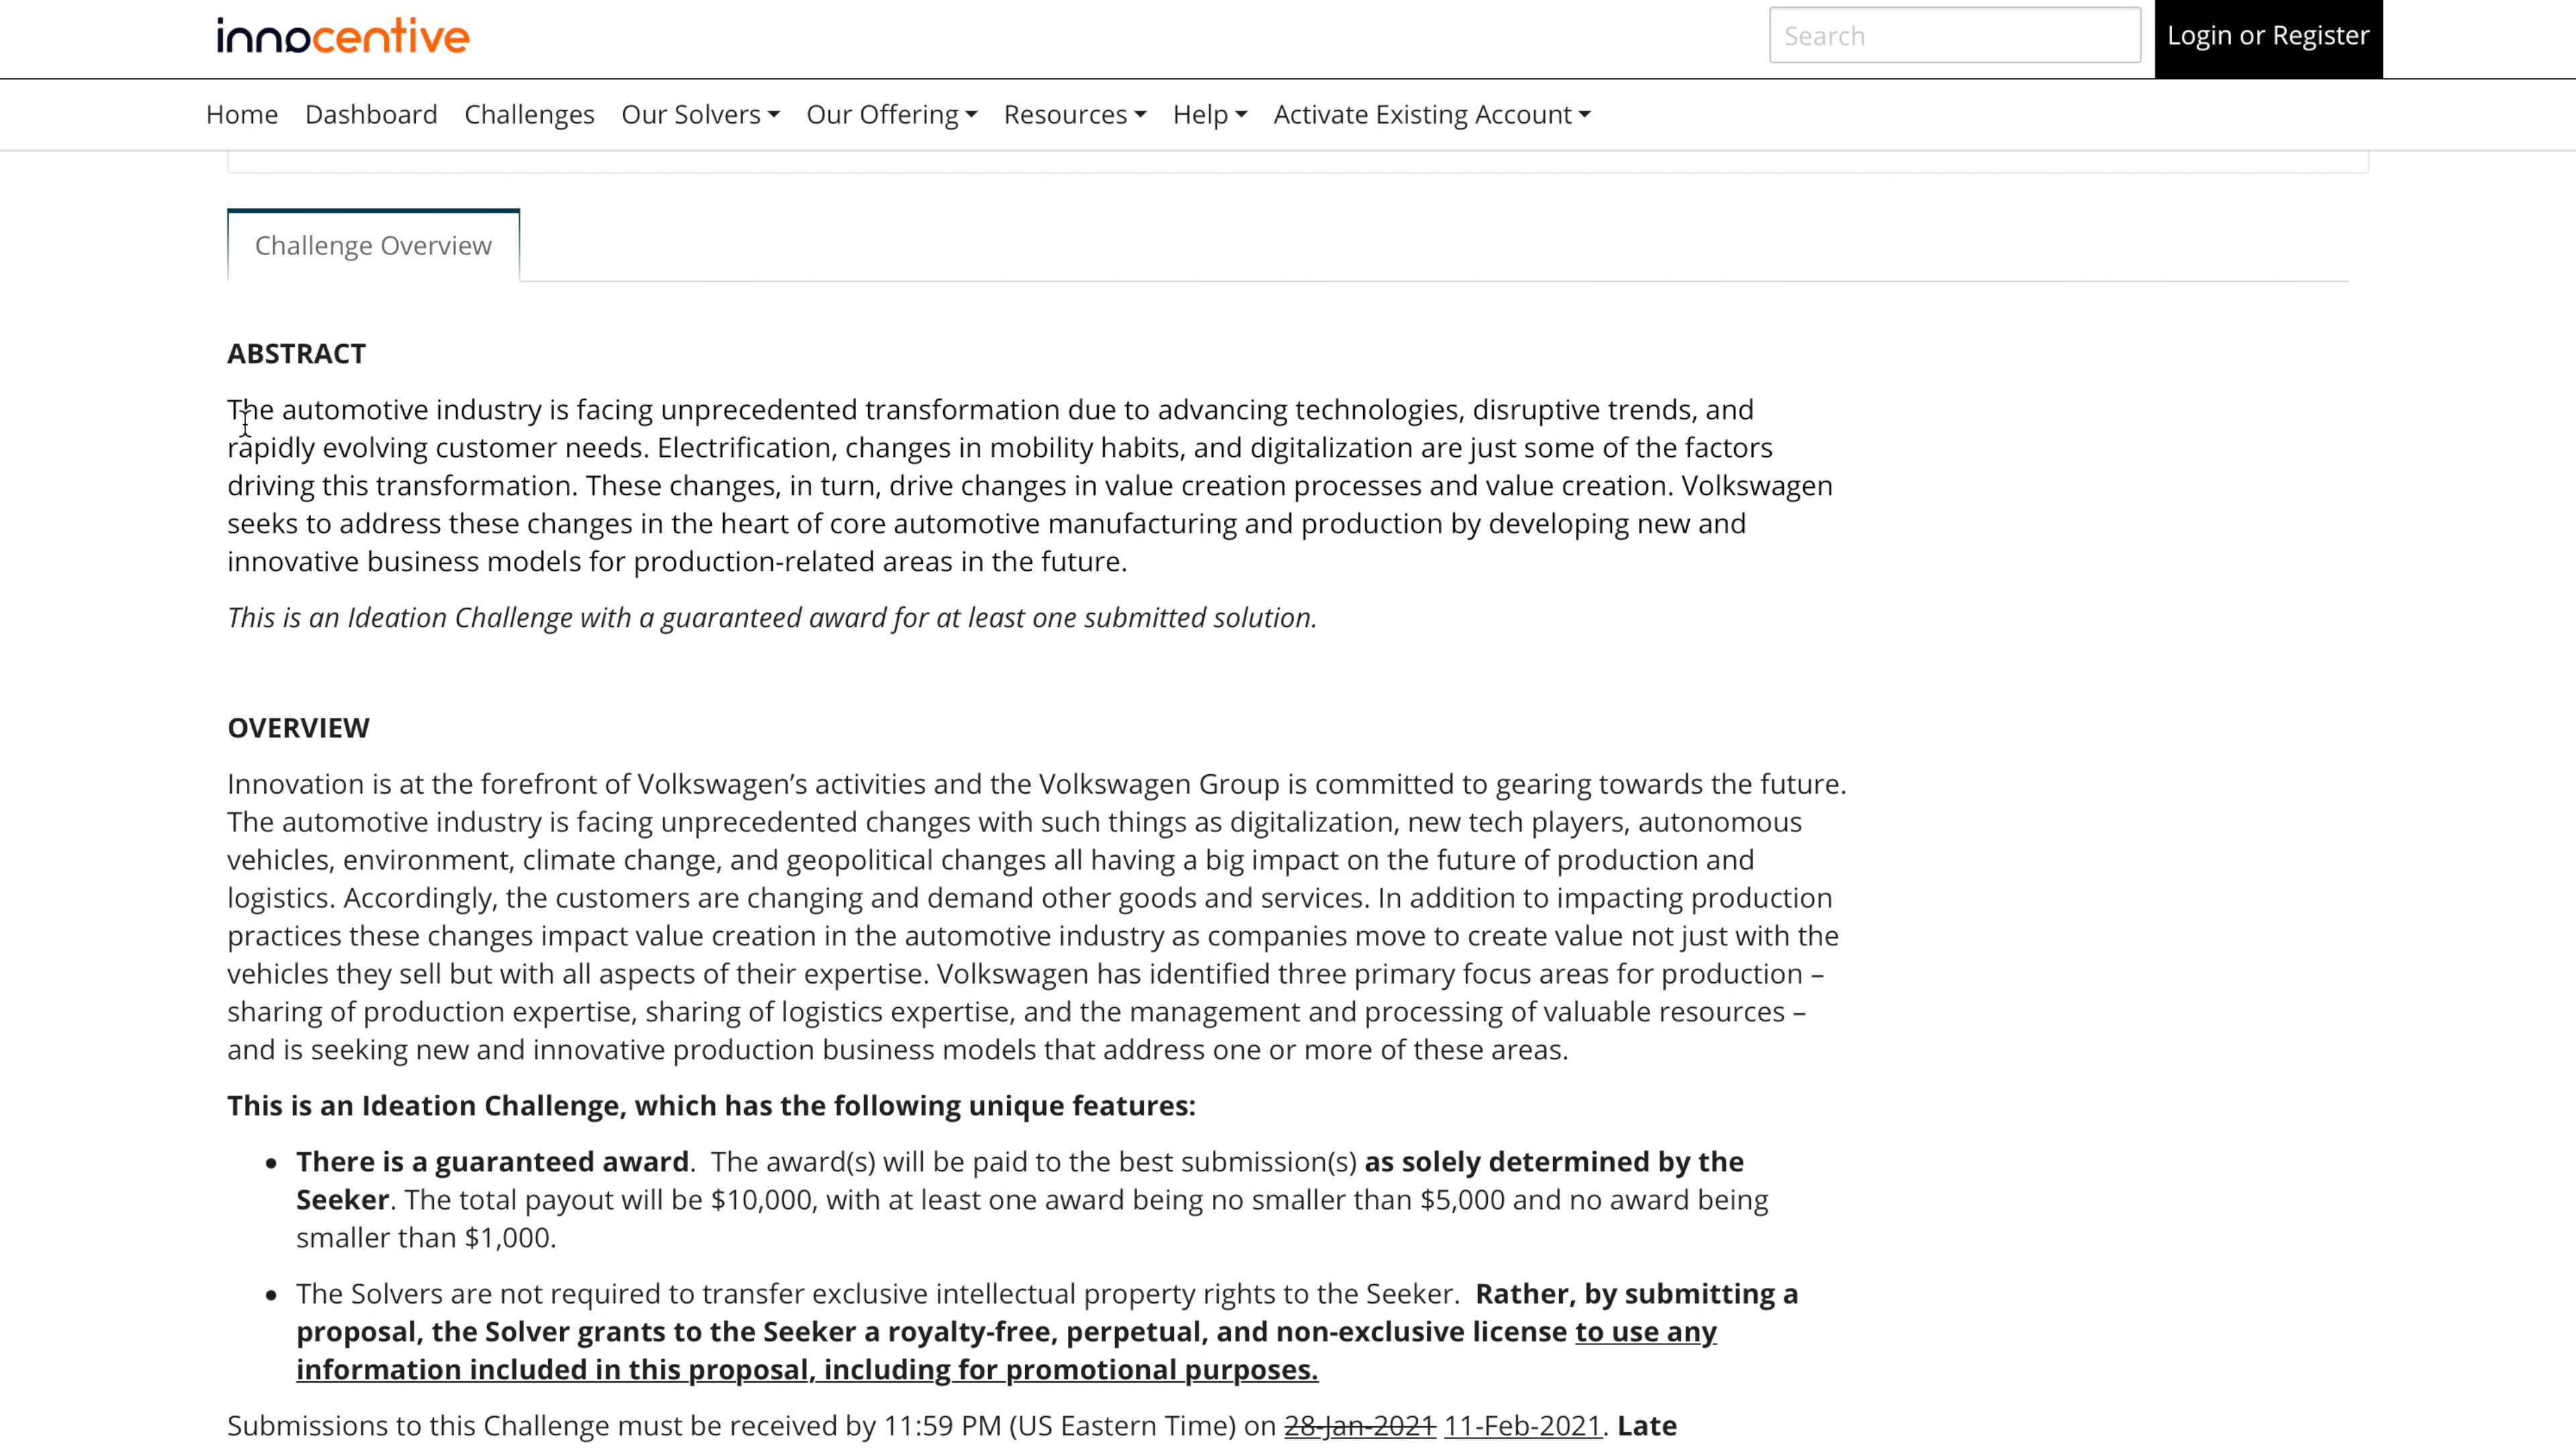 innocentive
Search
Login or Register
Home Dashboard Challenges Our Solvers Our Offering Resources Help Activate Existing Account
Challenge Overview
ABSTRACT
The automotive industry is facing unprecedented transformation due to advancing technologies, disruptive trends, and
rapidly evolving customer needs. Electrification, changes in mobility habits, and digitalization are just some of the factors
driving this transformation. These changes, in turn, drive changes in value creation processes and value creation. Volkswagen
seeks to address these changes in the heart of core automotive manufacturing and production by developing new and
innovative business models for production-related areas in the future.
This is an Ideation Challenge with a guaranteed award for at least one submitted solution.
OVERVIEW
Innovation is at the forefront of Volkswagen’s activities and the Volkswagen Group is committed to gearing towards the future.
The automotive industry is facing unprecedented changes with such things as digitalization, new tech players, autonomous
vehicles, environment, climate change, and geopolitical changes all having a big impact on the future of production and
logistics. Accordingly, the customers are changing and demand other goods and services. In addition to impacting production
practices these changes impact value creation in the automotive industry as companies move to create value not just with the
vehicles they sell but with all aspects of their expertise. Volkswagen has identified three primary focus areas for production –
sharing of production expertise, sharing of logistics expertise, and the management and processing of valuable resources –
and is seeking new and innovative production business models that address one or more of these areas.
This is an Ideation Challenge, which has the following unique features:
• There is a guaranteed award. The award(s) will be paid to the best submission(s) as solely determined by the
Seeker. The total payout will be $10,000, with at least one award being no smaller than $5,000 and no award being
smaller than $1,000.
• The Solvers are not required to transfer exclusive intellectual property rights to the Seeker. Rather, by submitting a
proposal, the Solver grants to the Seeker a royalty-free, perpetual, and non-exclusive license to use any
information included in this proposal, including for promotional purposes.
Submissions to this Challenge must be received by 11:59 PM (US Eastern Time) on 28-Jan-2021 11-Feb-2021. Late